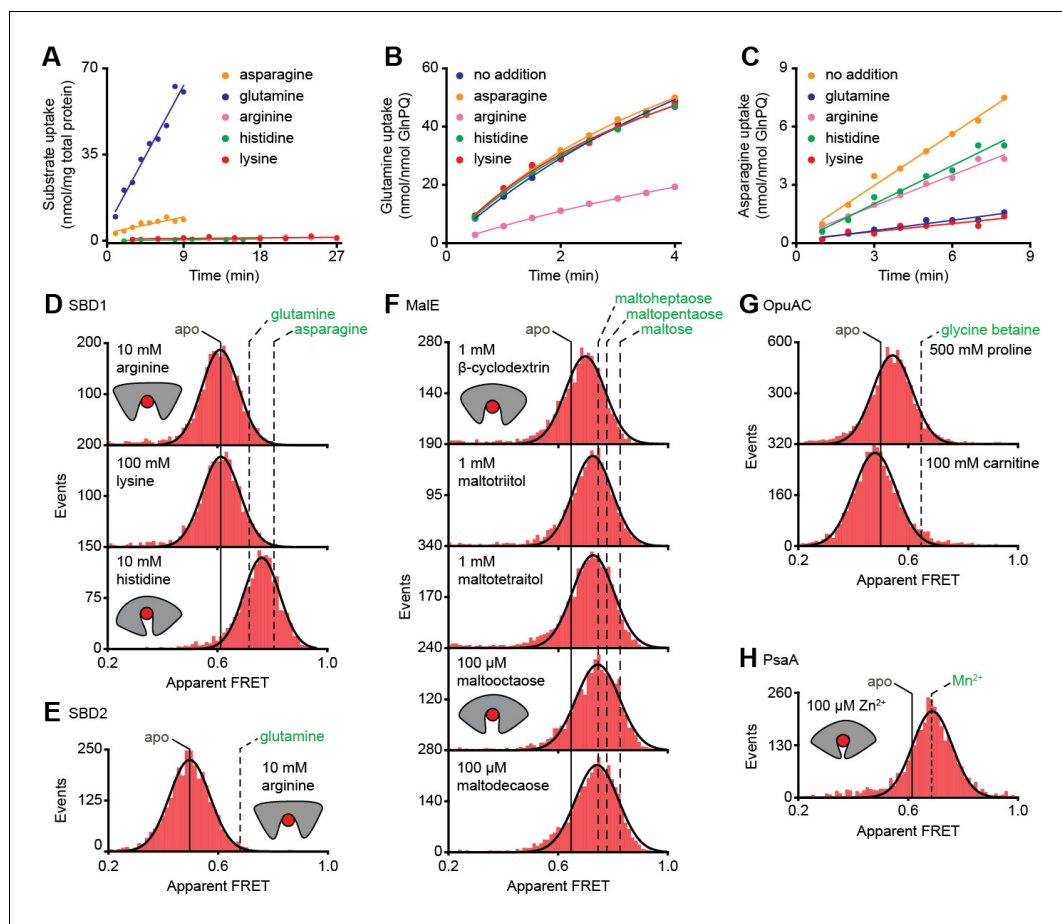 A
70
35
0
0
9
18
27
Substrate uptake
(nmol/mg total protein)
Time (min)
asparagine
glutamine
arginine
histidine
lysine
B
60
40
20
0
0
2
4
Glutamine uptake
(nmol/nmol GlnPQ)
Time (min)
no addition
asparagine
arginine
histidine
lysine
C
9
6
3
0
0
3
6
9
Asparagine uptake
(nmol/nmol GlnPQ)
Time (min)
no addition
glutamine
arginine
histidine
lysine
D SBD1
glutamine
asparagine
apo
200
100
10 mM
arginine
200
100
100 mM
lysine
150
75
0
10 mM
histidine
Events
0.2
0.6
1.0
Apparent FRET
E SBD2
apo
glutamine
250
125
0
10 mM
arginine
Events
0.2
0.6
1.0
Apparent FRET
F MalE
maltoheptaose
maltopentaose
maltose
apo
280
140
1 mM
β-cyclodextrin
190
95
1 mM
maltotriitol
340
170
1 mM
maltotetraitol
240
120
100 µM
maltooctaose
280
140
0
100 µM
maltodecaose
Events
0.2
0.6
1.0
Apparent FRET
G OpuAC
apo
glycine betaine
600
300
500 mM proline
320
160
0
100 mM carnitine
Events
0.2
0.6
1.0
Apparent FRET
H PsaA
apo
Mn²⁺
260
130
0
100 µM Zn²⁺
Events
0.2
0.6
1.0
Apparent FRET